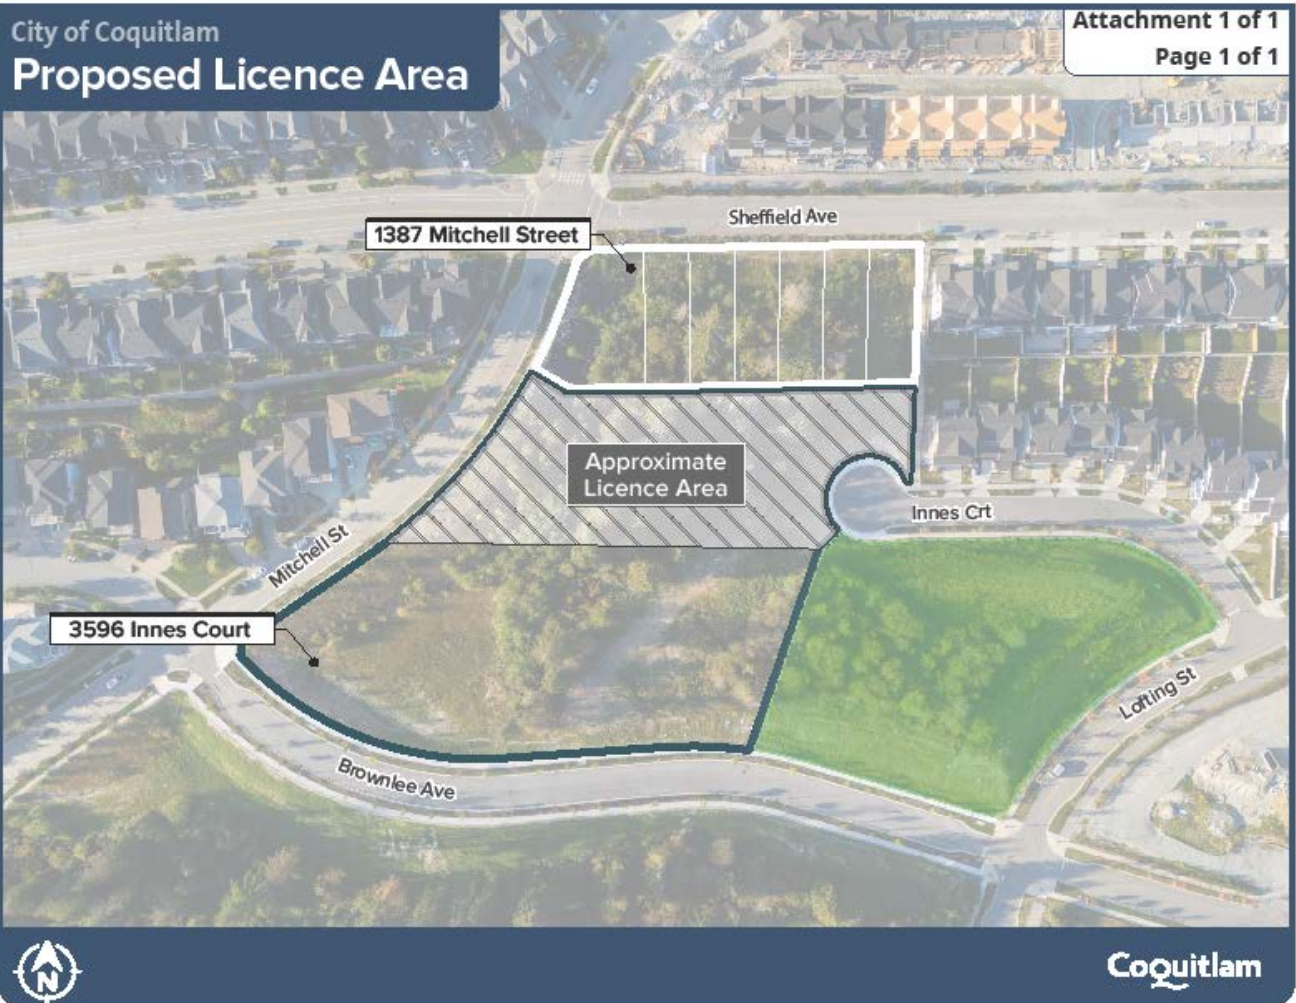 City of Coquitlam
Proposed Licence Area
Attachment 1 of 1
Page 1 of 1
Sheffield Ave
1387 Mitchell Street
Approximate
Licence Area
Innes Crt
Mitchell St
3596 Innes Court
Lofting St
Brownlee Ave
N
Coquitlam